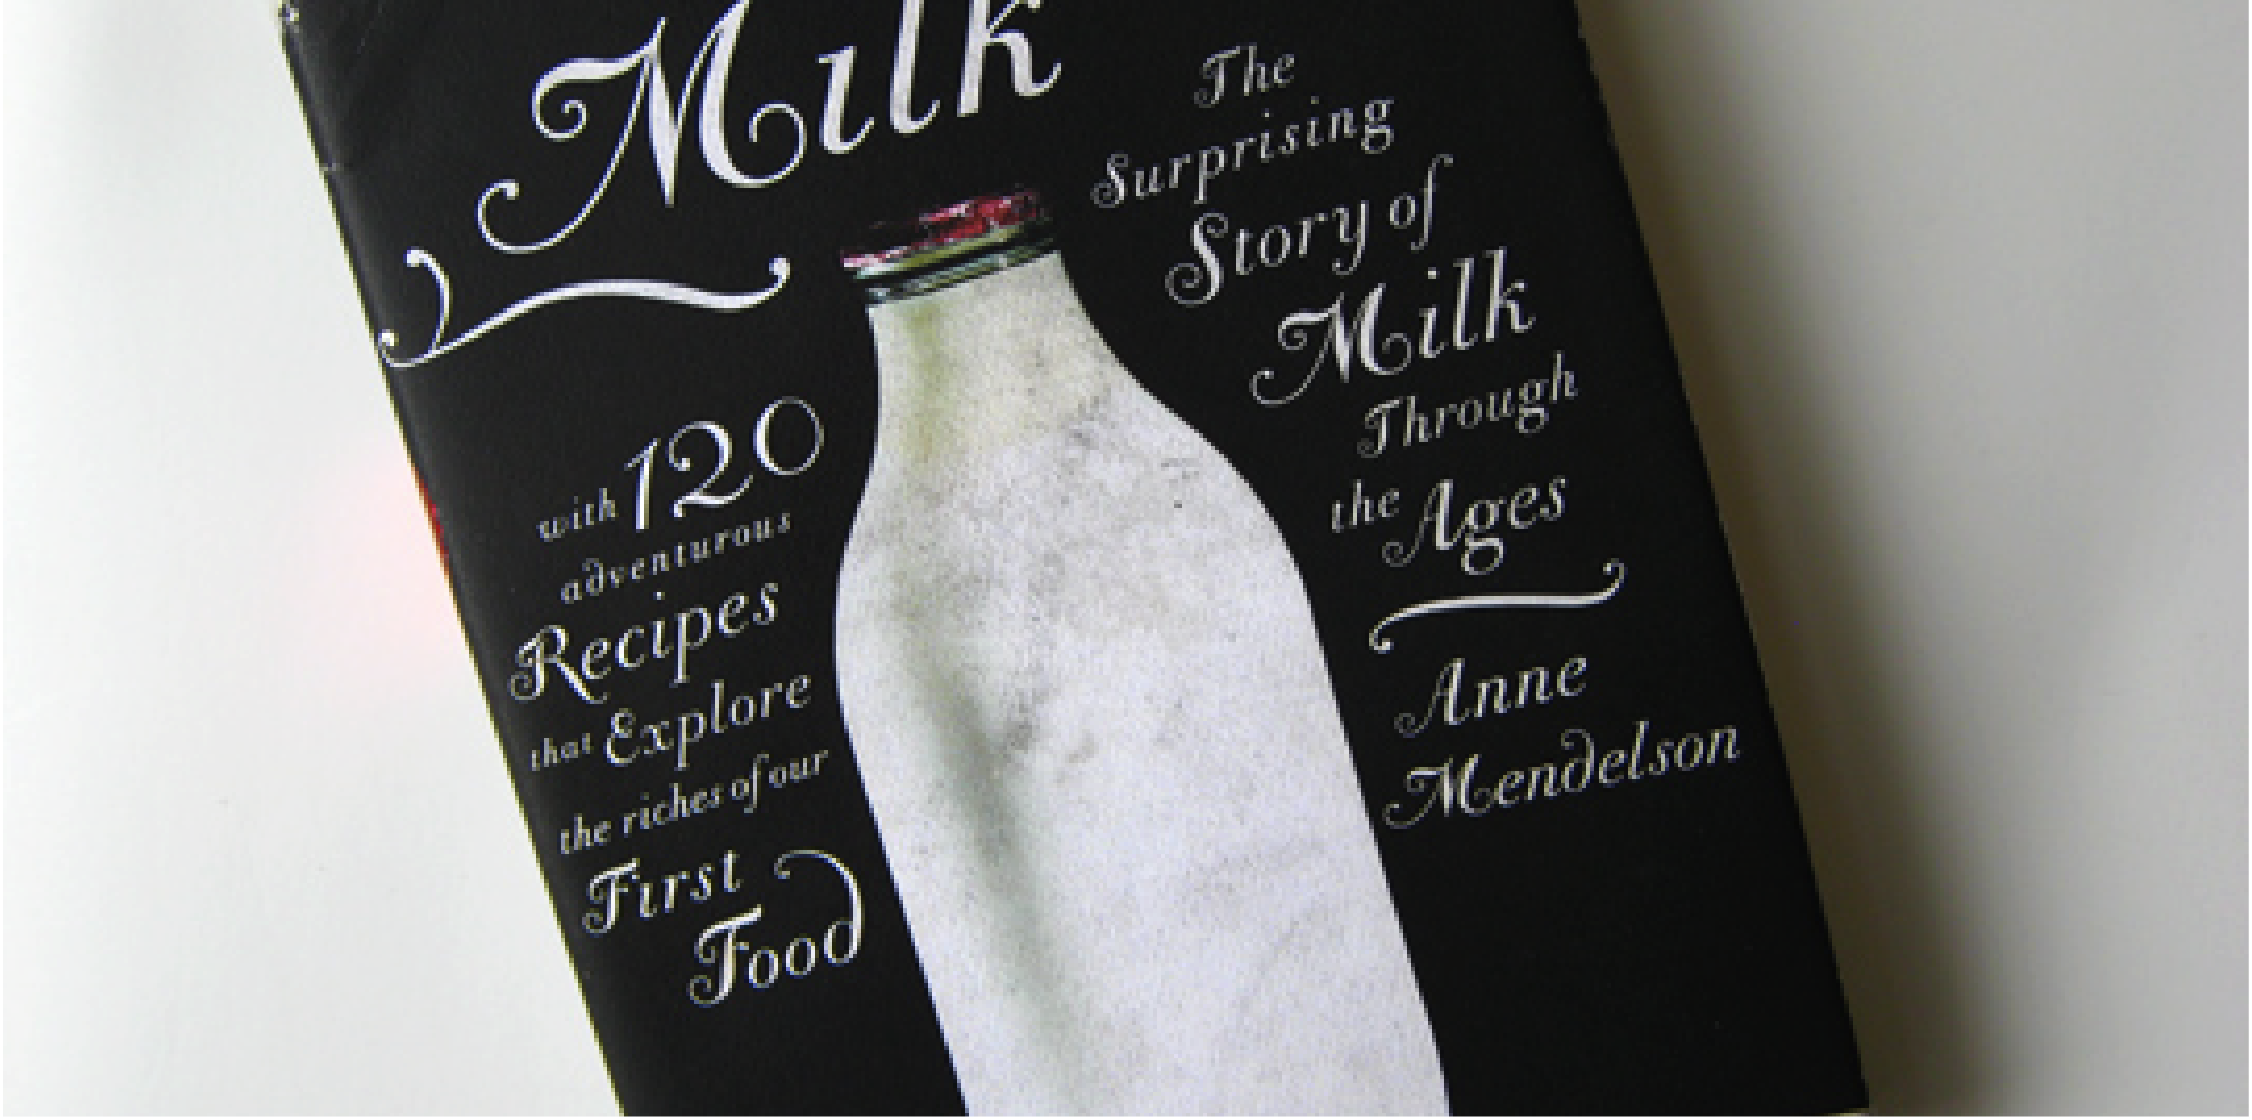 Milk
The
Surprising
Story of
Milk
Through
the Ages
Anne
Mendelson
with 120
adventurous
Recipes
that Explore
the riches of our
First
Food